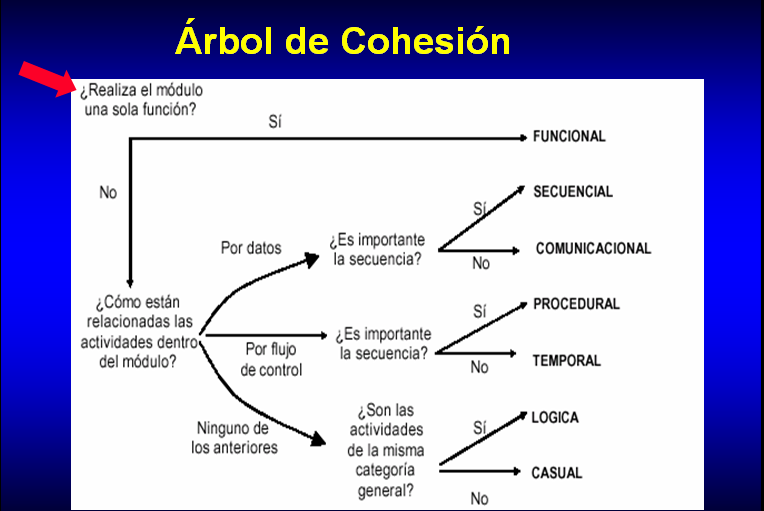 Árbol de Cohesión
¿Realiza el módulo
una sola función?
Sí
FUNCIONAL
No
SECUENCIAL
Sí
Por datos
¿Es importante
la secuencia?
COMUNICACIONAL
No
¿Cómo están
relacionadas las
actividades dentro
del módulo?
PROCEDURAL
Sí
Por flujo
de control
¿Es importante
la secuencia?
TEMPORAL
No
Ninguno de
los anteriores
¿Son las
actividades
de la misma
categoría
general?
LOGICA
Sí
CASUAL
No